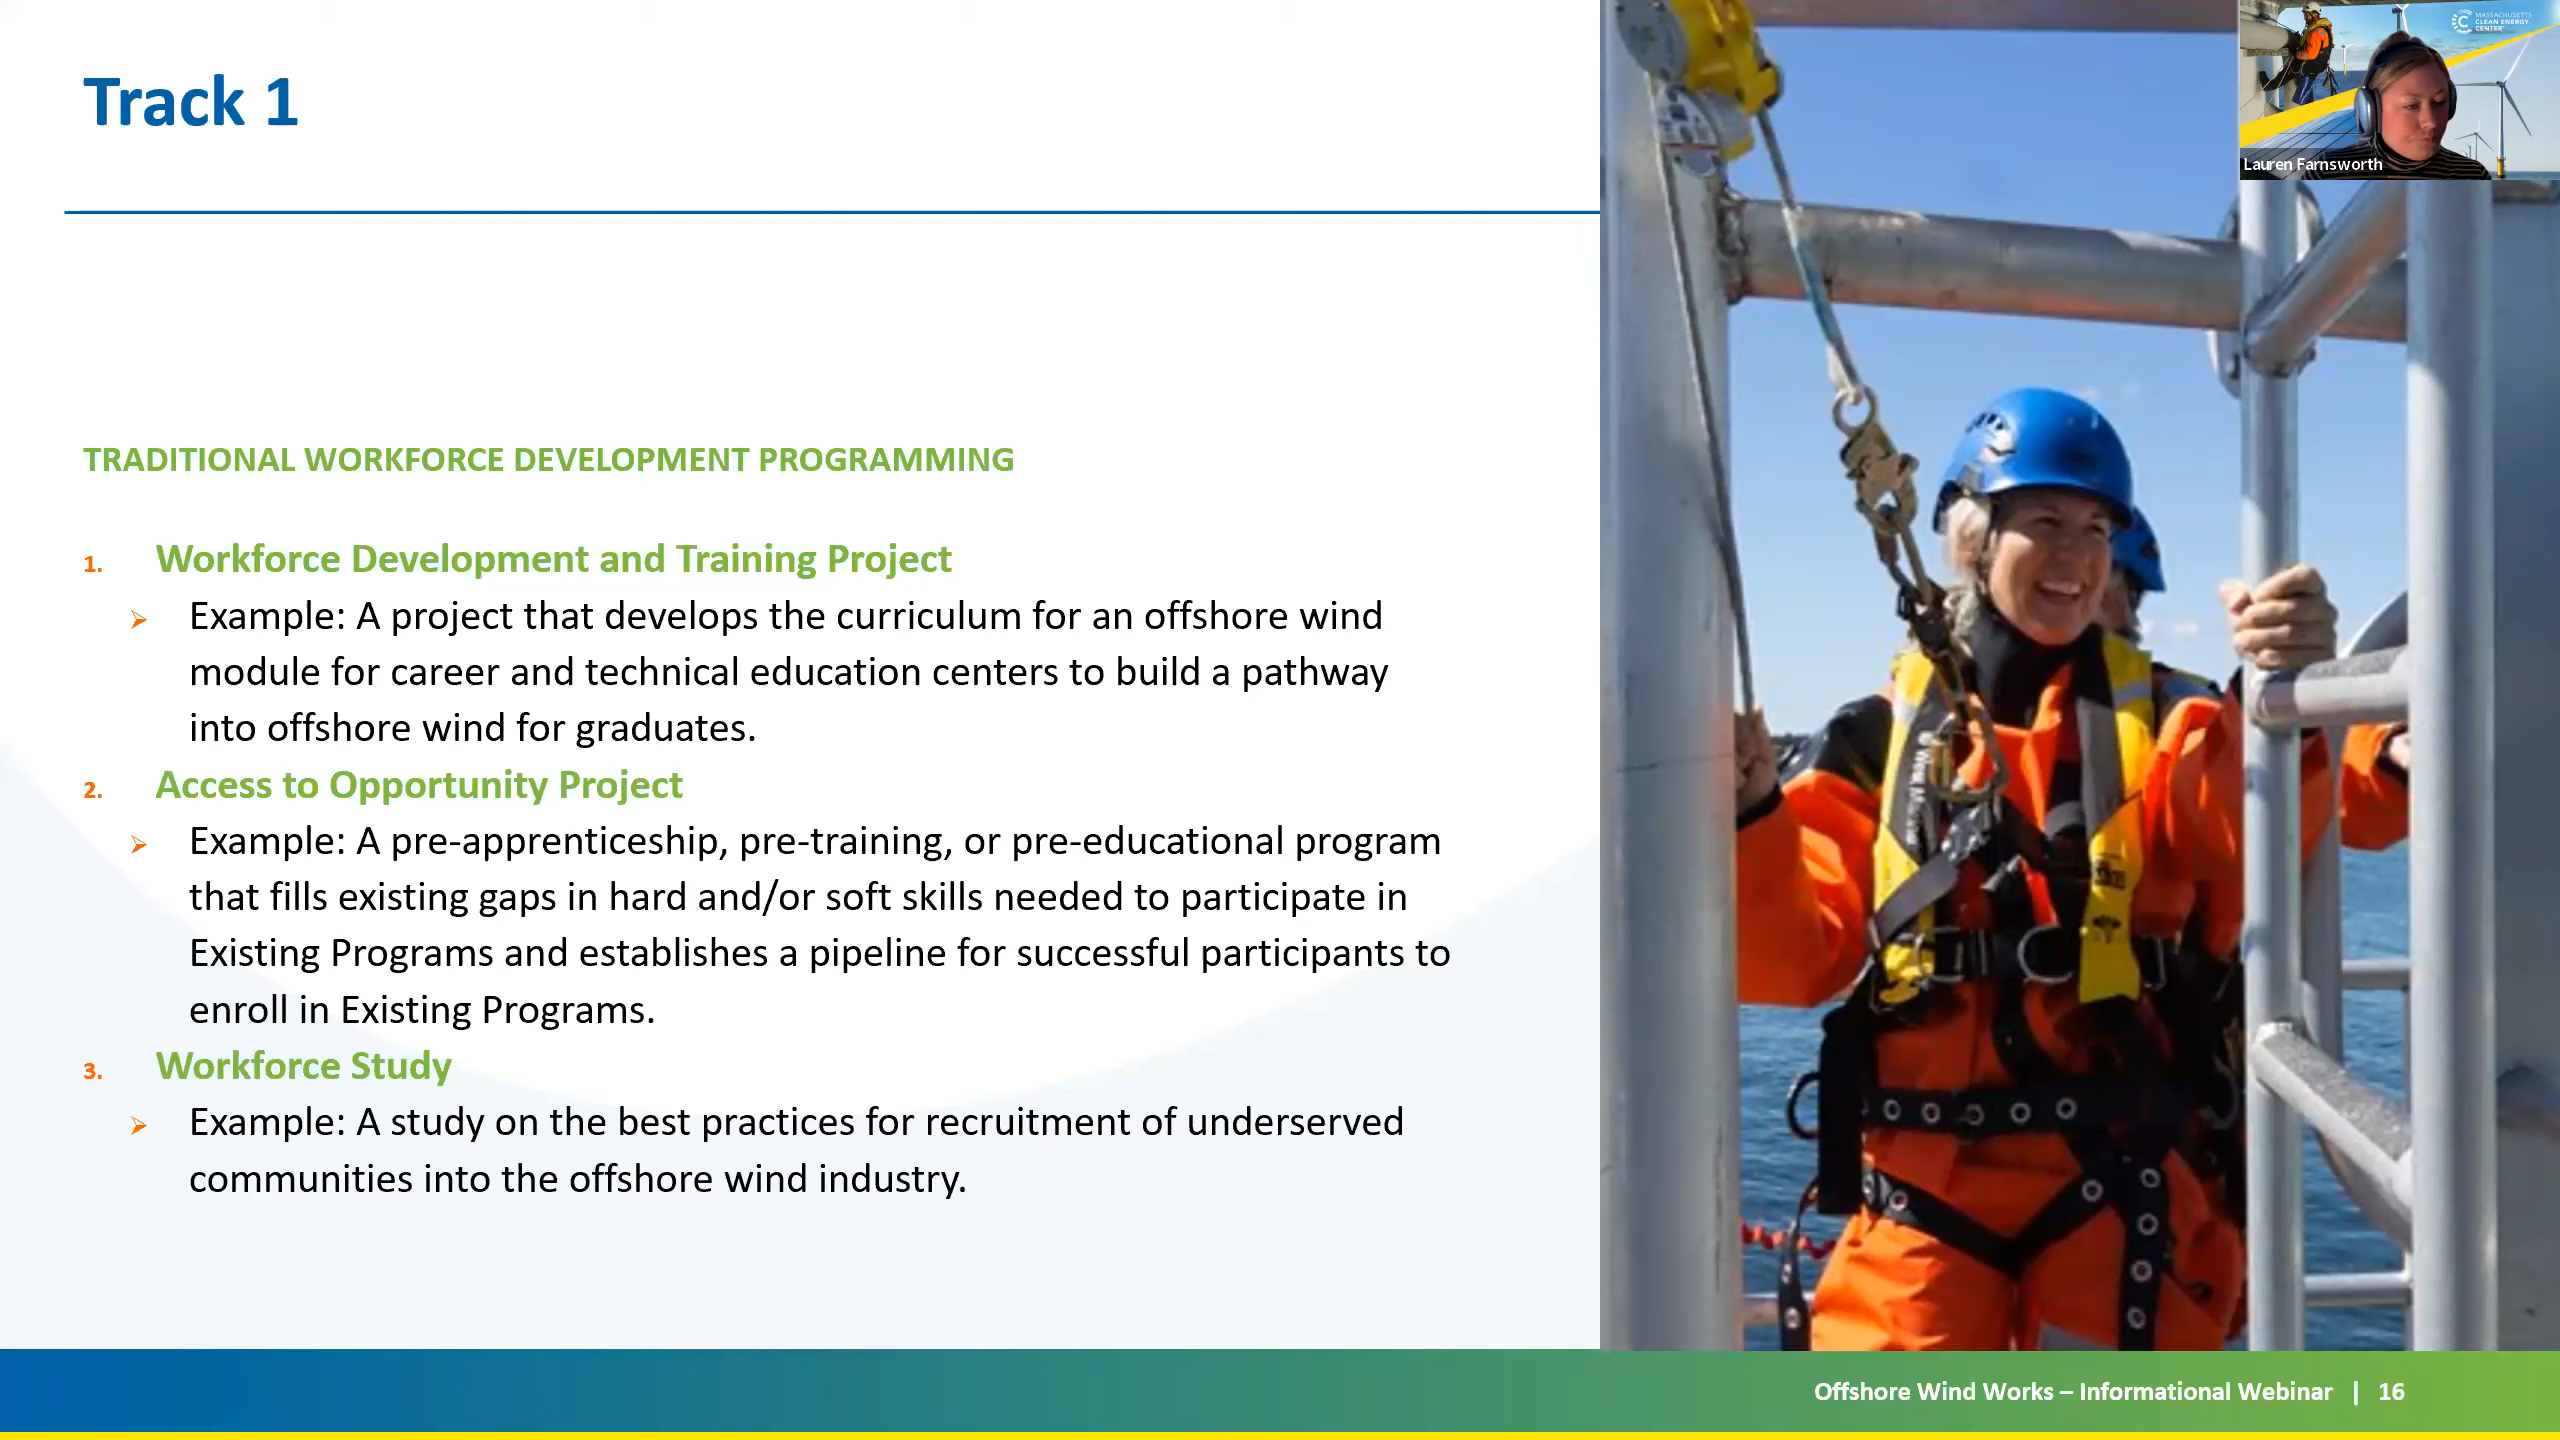 Track 1
MASSACHUSETTS
CLEAN ENERGY
CENTER
Lauren Farnsworth
TRADITIONAL WORKFORCE DEVELOPMENT PROGRAMMING
1. Workforce Development and Training Project
➢ Example: A project that develops the curriculum for an offshore wind
module for career and technical education centers to build a pathway
into offshore wind for graduates.
2. Access to Opportunity Project
➢ Example: A pre-apprenticeship, pre-training, or pre-educational program
that fills existing gaps in hard and/or soft skills needed to participate in
Existing Programs and establishes a pipeline for successful participants to
enroll in Existing Programs.
3. Workforce Study
➢ Example: A study on the best practices for recruitment of underserved
communities into the offshore wind industry.
Offshore Wind Works – Informational Webinar | 16